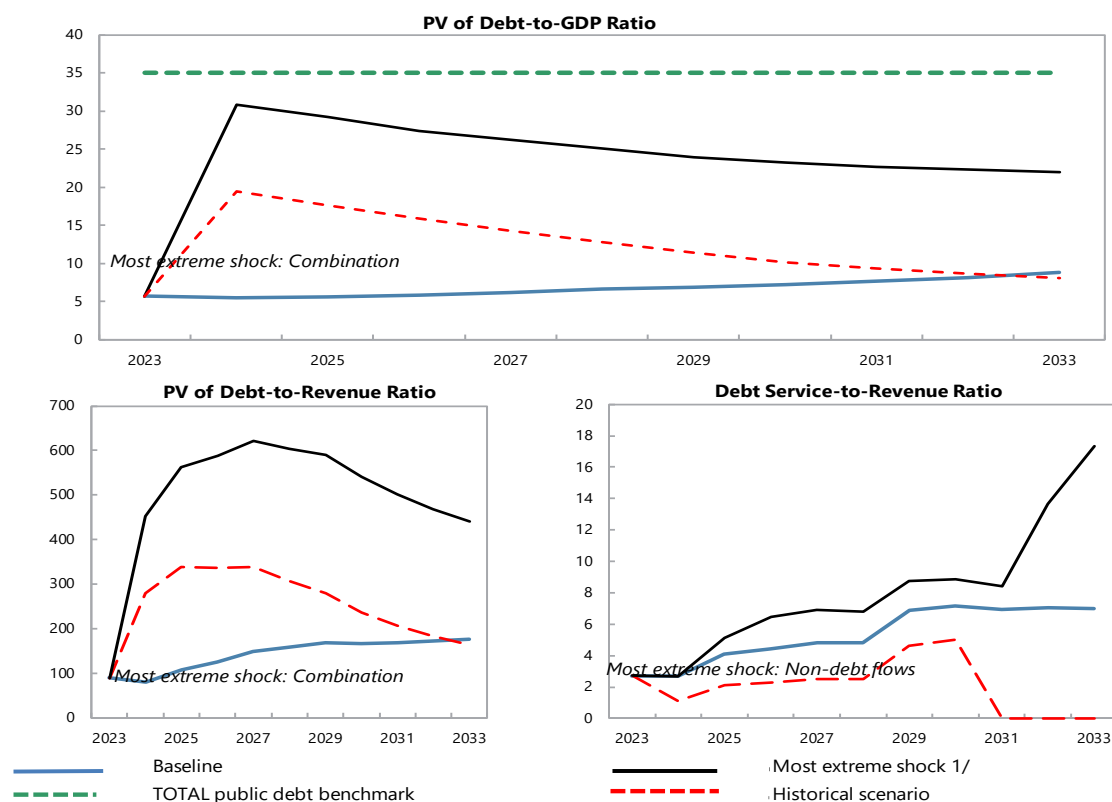 PV of Debt-to-GDP Ratio
40
35
30
25
20
15
10
5
0
Most extreme shock: Combination
2023 2025 2027 2029 2031 2033
PV of Debt-to-Revenue Ratio
700
600
500
400
300
200
100
0
Most extreme shock: Combination
2023 2025 2027 2029 2031 2033
Debt Service-to-Revenue Ratio
20
18
16
14
12
10
8
6
4
2
0
Most extreme shock: Non-debt flows
2023 2025 2027 2029 2031 2033
Baseline
Most extreme shock 1/
TOTAL public debt benchmark
Historical scenario